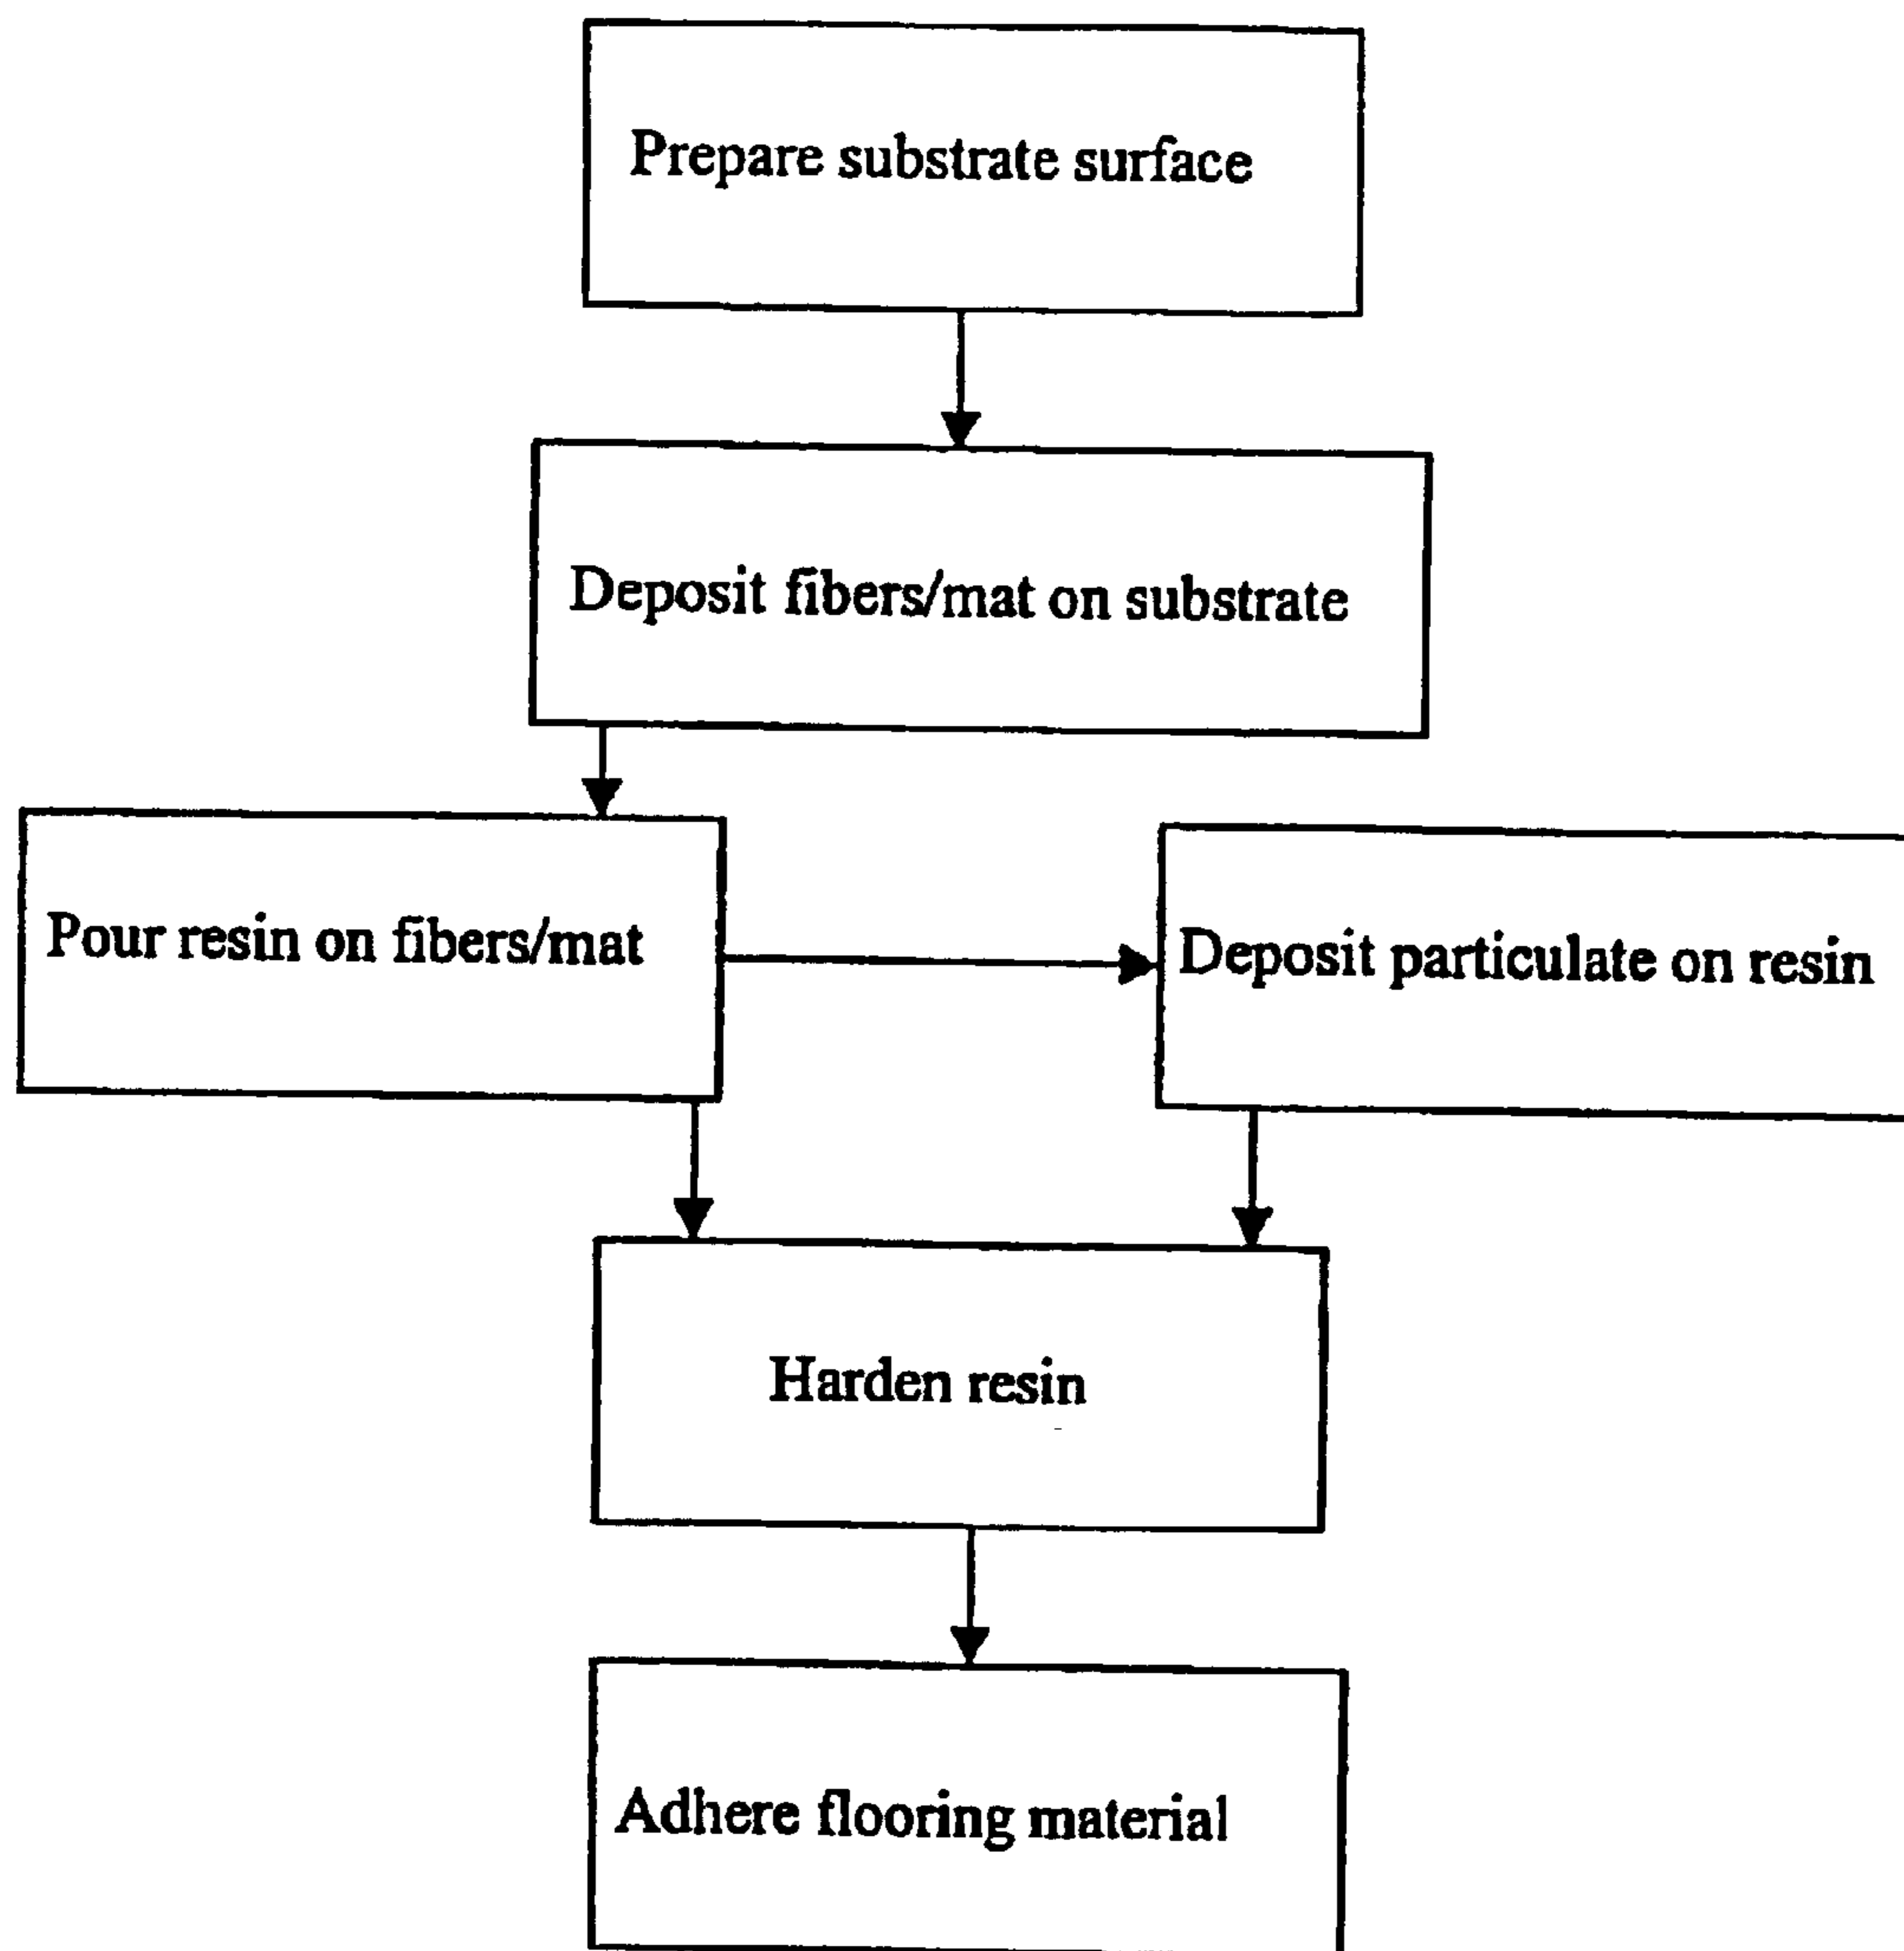 Prepare substrate surface
Deposit fibers/mat on substrate
Pour resin on fibers/mat
Deposit particulate on resin
Harden resin
Adhere flooring material